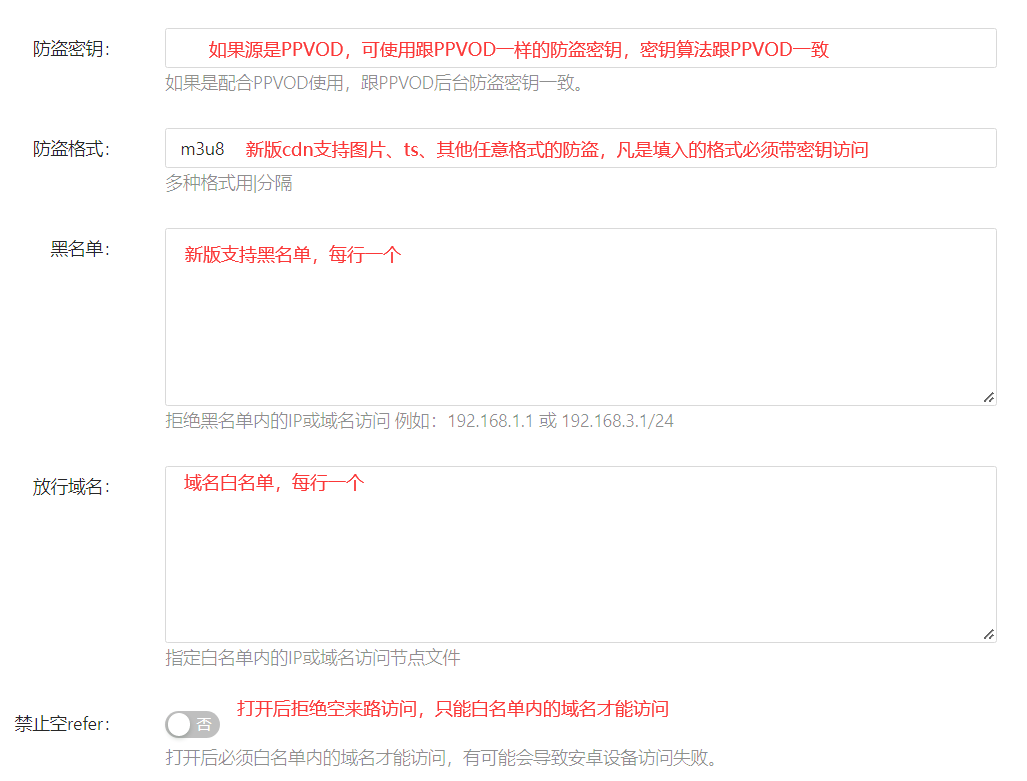 防盗密钥： 如果源是PPVOD，可使用跟PPVOD一样的防盗密钥，密钥算法跟PPVOD一致
如果是配合PPVOD使用，跟PPVOD后台防盗密钥一致。
防盗格式： m3u8 新版cdn支持图片、ts、其他任意格式的防盗，凡是填入的格式必须带密钥访问
多种格式用|分隔
黑名单： 新版支持黑名单，每行一个
拒绝黑名单内的IP或域名访问 例如：192.168.1.1 或 192.168.3.1/24
放行域名： 域名白名单，每行一个
指定白名单内的IP或域名访问节点文件
打开后拒绝空来路访问，只能白名单内的域名才能访问
禁止空refer： 否
打开后必须白名单内的域名才能访问，有可能会导致安卓设备访问失败。